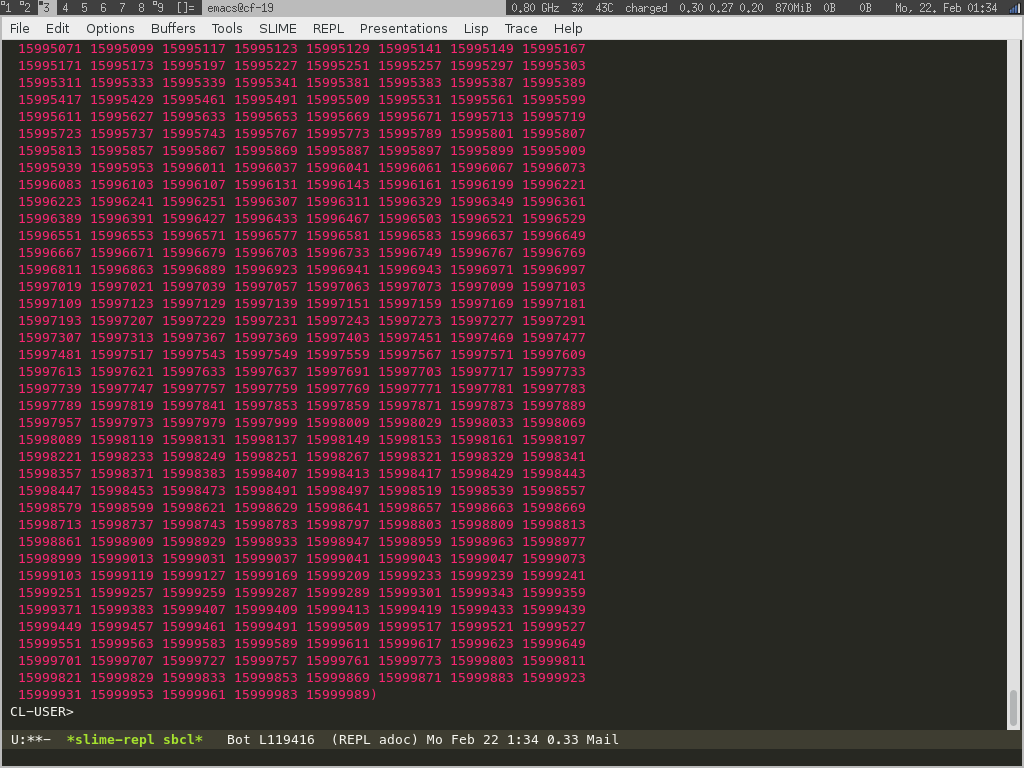 1 2 3 4 5 6 7 8 9 []= emacs@cf-19 0.80 GHz 3% 43C charged 0.30 0.27 0.20 870MiB 0B 0B Mo, 22. Feb 01:34
File Edit Options Buffers Tools SLIME REPL Presentations Lisp Trace Help
15995071 15995099 15995117 15995123 15995129 15995141 15995149 15995167
15995171 15995173 15995197 15995227 15995251 15995257 15995297 15995303
15995311 15995333 15995339 15995341 15995381 15995383 15995387 15995389
15995417 15995429 15995461 15995491 15995509 15995531 15995561 15995599
15995611 15995627 15995633 15995653 15995669 15995671 15995713 15995719
15995723 15995737 15995743 15995767 15995773 15995789 15995801 15995807
15995813 15995857 15995867 15995869 15995887 15995897 15995899 15995909
15995939 15995953 15996011 15996037 15996041 15996061 15996067 15996073
15996083 15996103 15996107 15996131 15996143 15996161 15996199 15996221
15996223 15996241 15996251 15996307 15996311 15996329 15996349 15996361
15996389 15996391 15996427 15996433 15996467 15996503 15996521 15996529
15996551 15996553 15996571 15996577 15996581 15996583 15996637 15996649
15996667 15996671 15996679 15996703 15996733 15996749 15996767 15996769
15996811 15996863 15996889 15996923 15996941 15996943 15996971 15996997
15997019 15997021 15997039 15997057 15997063 15997073 15997099 15997103
15997109 15997123 15997129 15997139 15997151 15997159 15997169 15997181
15997193 15997207 15997229 15997231 15997243 15997273 15997277 15997291
15997307 15997313 15997367 15997369 15997403 15997451 15997469 15997477
15997481 15997517 15997543 15997549 15997559 15997567 15997571 15997609
15997613 15997621 15997633 15997637 15997691 15997703 15997717 15997733
15997739 15997747 15997757 15997759 15997769 15997771 15997781 15997783
15997789 15997819 15997841 15997853 15997859 15997871 15997873 15997889
15997957 15997973 15997979 15997999 15998009 15998029 15998033 15998069
15998089 15998119 15998131 15998137 15998149 15998153 15998161 15998197
15998221 15998233 15998249 15998251 15998267 15998321 15998329 15998341
15998357 15998371 15998383 15998407 15998413 15998417 15998429 15998443
15998447 15998453 15998473 15998491 15998497 15998519 15998539 15998557
15998579 15998599 15998621 15998629 15998641 15998657 15998663 15998669
15998713 15998737 15998743 15998783 15998797 15998803 15998809 15998813
15998861 15998909 15998929 15998933 15998947 15998959 15998963 15998977
15998999 15999013 15999031 15999037 15999041 15999043 15999047 15999073
15999103 15999119 15999127 15999169 15999209 15999233 15999239 15999241
15999251 15999257 15999259 15999287 15999289 15999301 15999343 15999359
15999371 15999383 15999407 15999409 15999413 15999419 15999433 15999439
15999449 15999457 15999461 15999491 15999509 15999517 15999521 15999527
15999551 15999563 15999583 15999589 15999611 15999617 15999623 15999649
15999701 15999707 15999727 15999757 15999761 15999773 15999803 15999811
15999821 15999829 15999833 15999853 15999869 15999871 15999883 15999923
15999931 15999953 15999961 15999983 15999989)
CL-USER>
U:**- *slime-repl sbcl* Bot L119416 (REPL adoc) Mo Feb 22 1:34 0.33 Mail